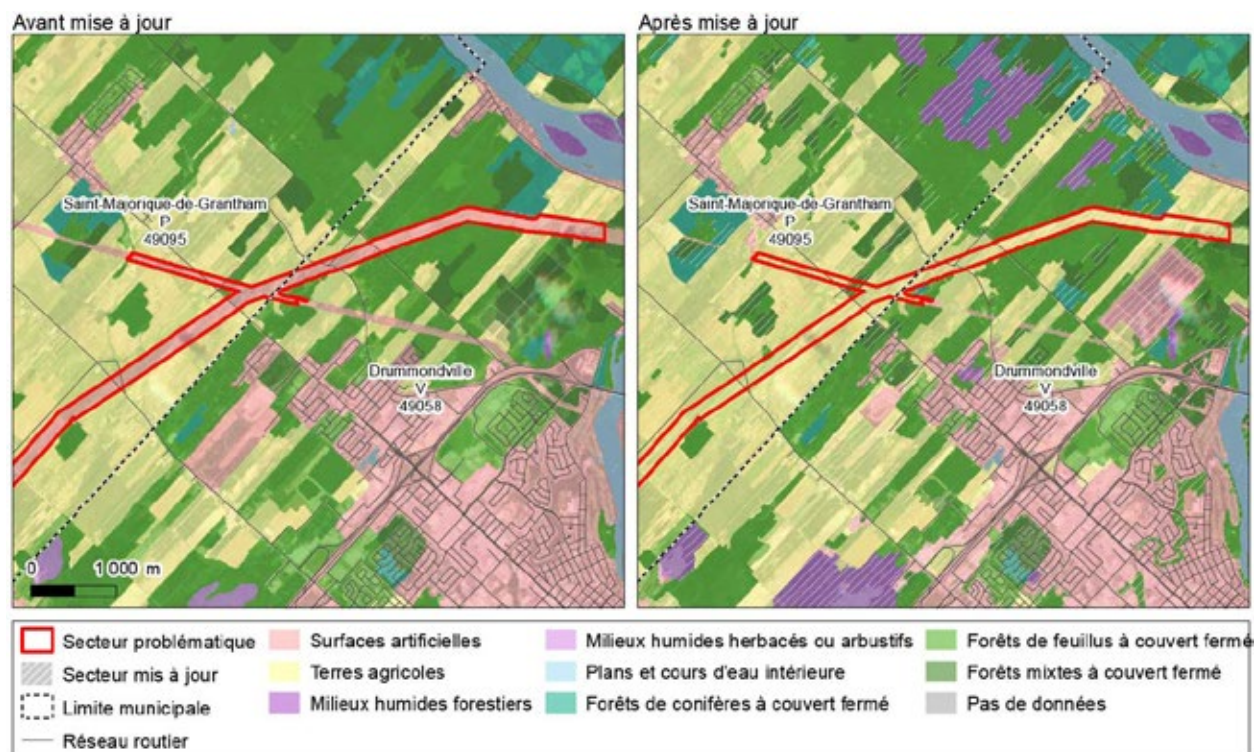 Avant mise à jour
Après mise à jour
Saint-Majorique-de-Grantham
P
49095
Drummondville
V
49058
0 1 000 m
Saint-Majorique-de-Grantham
P
49095
Drummondville
V
49058
Secteur problématique
Secteur mis à jour
Limite municipale
Réseau routier
Surfaces artificielles
Terres agricoles
Milieux humides forestiers
Milieux humides herbacés ou arbustifs
Plans et cours d'eau intérieure
Forêts de conifères à couvert fermé
Forêts de feuillus à couvert fermé
Forêts mixtes à couvert fermé
Pas de données